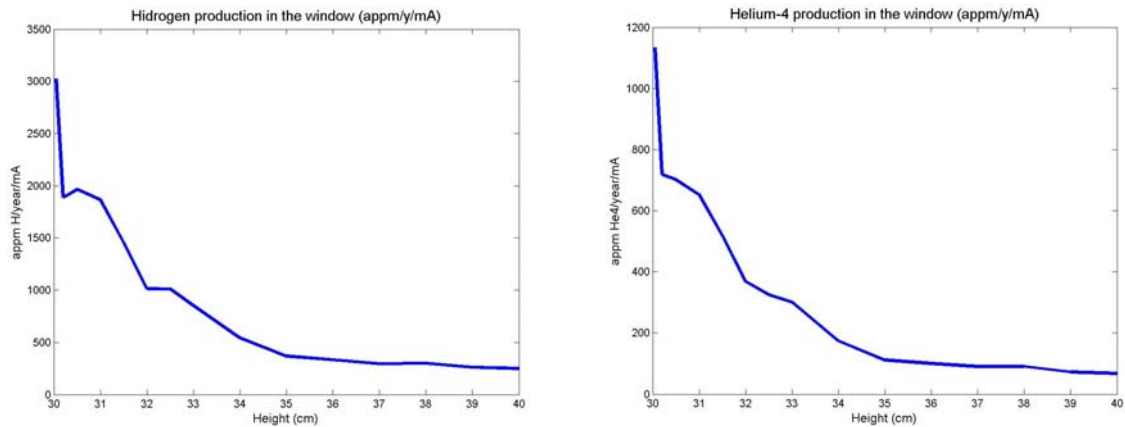 Hidrogen production in the window (appm/y/mA)
3500
3000
2500
2000
1500
1000
500
0
appm H/year/mA
30 31 32 33 34 35 36 37 38 39 40
Height (cm)
Helium-4 production in the window (appm/y/mA)
1200
1000
800
600
400
200
0
appm He4/year/mA
30 31 32 33 34 35 36 37 38 39 40
Height (cm)